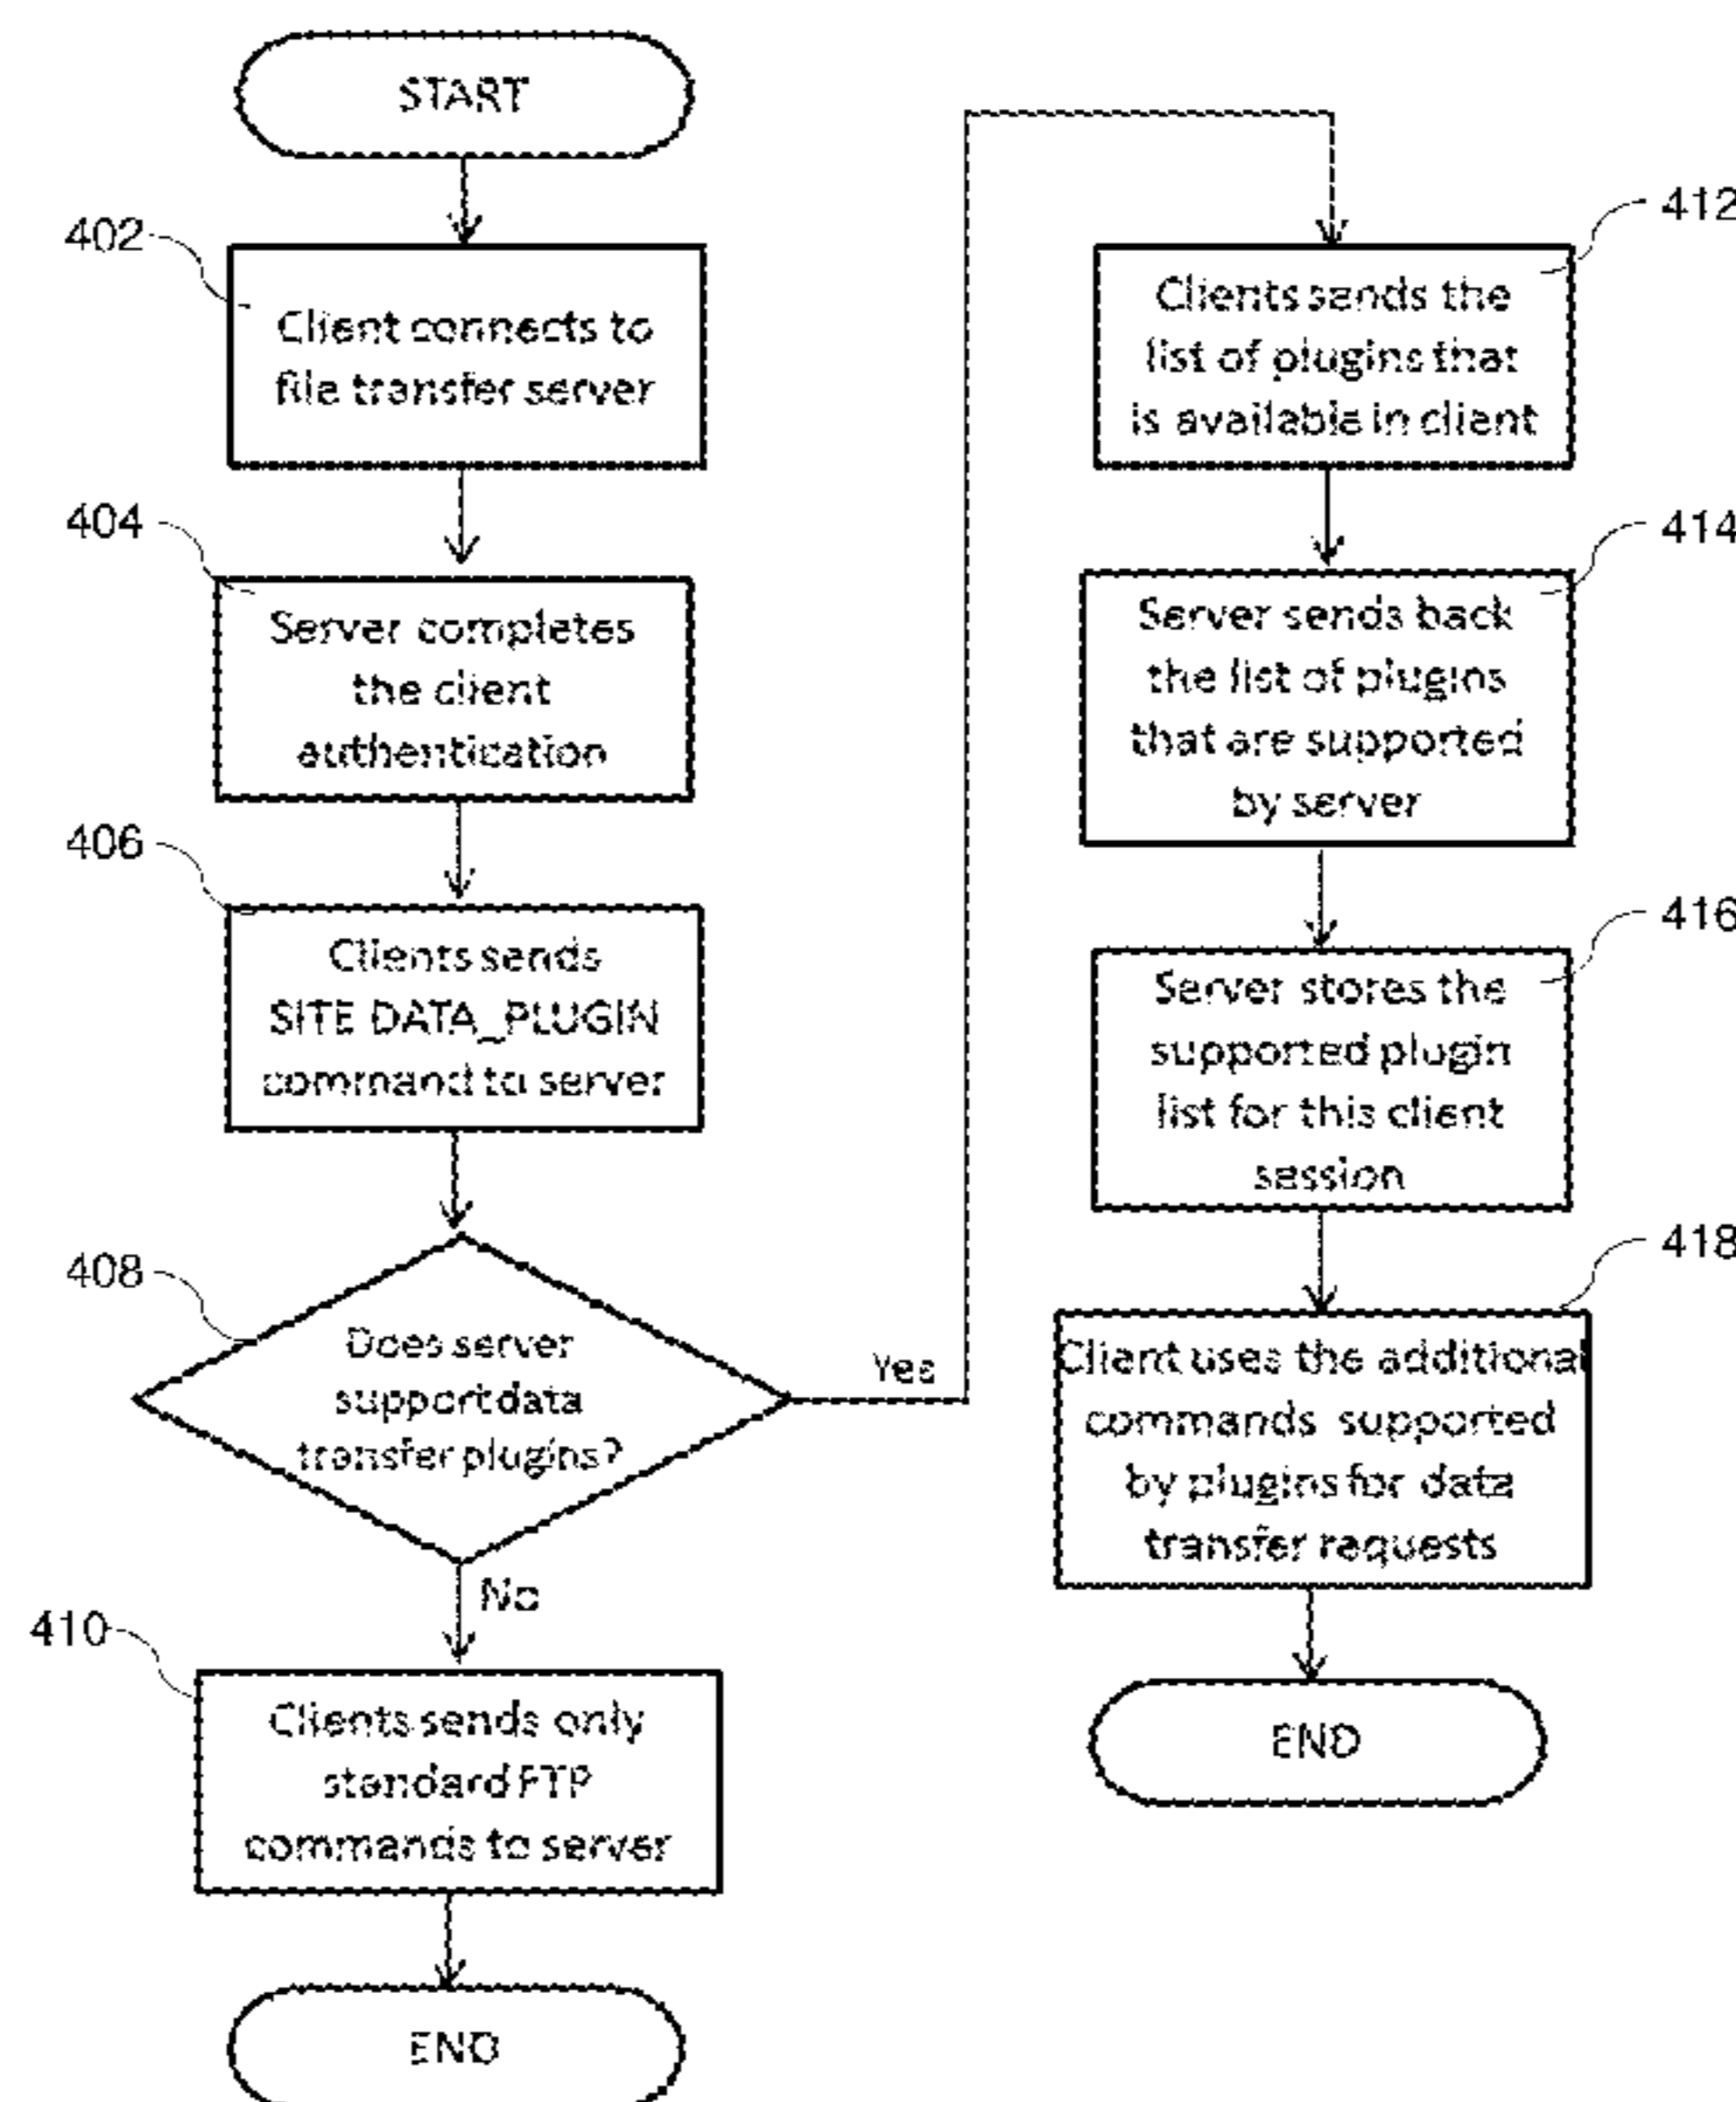 START
402
Client connects to
file transfer server
404
Server completes
the client
authentication
406
Clients sends
SITE DATA_PLUGIN
command to server
408
Does server
support data
transfer plugins?
Yes
No
410
Clients sends only
standard FTP
commands to server
END
412
Clients sends the
list of plugins that
is available in client
414
Server sends back
the list of plugins
that are supported
by server
416
Server stores the
supported plugin
list for this client
session
418
Client uses the additional
commands supported
by plugins for data
transfer requests
END